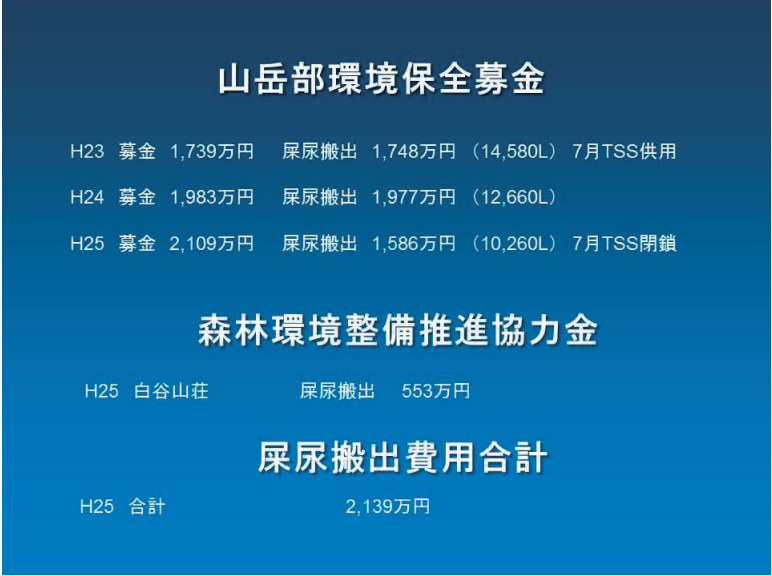 山岳部環境保全募金
H23 募金 1,739万円 屎尿搬出 1,748万円 （14,580L） 7月TSS供用
H24 募金 1,983万円 屎尿搬出 1,977万円 （12,660L）
H25 募金 2,109万円 屎尿搬出 1,586万円 （10,260L） 7月TSS閉鎖
森林環境整備推進協力金
H25 白谷山荘 屎尿搬出 553万円
屎尿搬出費用合計
H25 合計 2,139万円